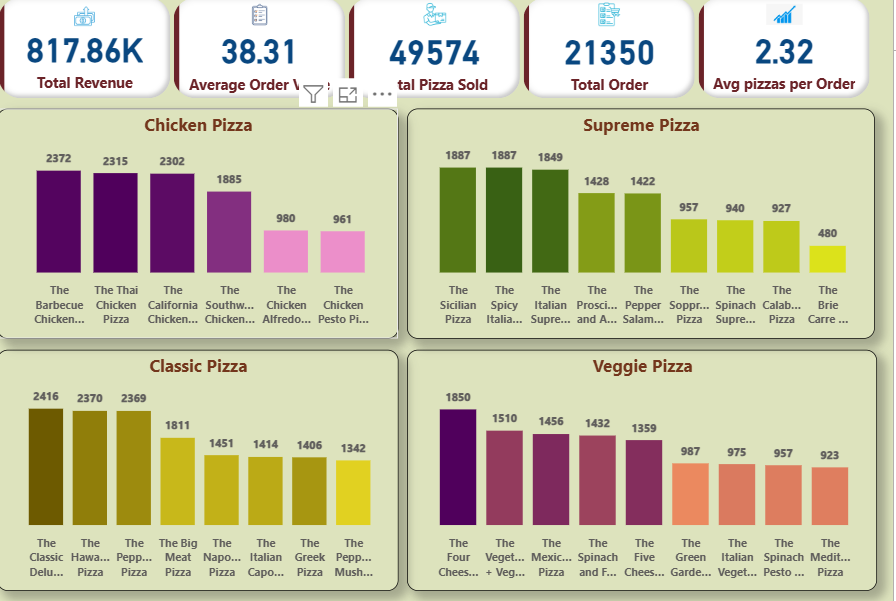 817.86K
Total Revenue
38.31
Average Order V
49574
tal Pizza Sold
21350
Total Order
2.32
Avg pizzas per Order
Chicken Pizza
2372
2315
2302
1885
980
961
The
Barbecue
Chicken...
The Thai
Chicken
Pizza
The
California
Chicken...
The
Southw...
Chicken...
The
Chicken
Alfredo...
The
Chicken
Pesto Pi...
Supreme Pizza
1887
1887
1849
1428
1422
957
940
927
480
The
Sicilian
Pizza
The
Spicy
Italia...
The
Italian
Supre...
The
Prosci...
and A...
The
Pepper
Salam...
The
Soppr...
Pizza
The
Spinach
Supre...
The
Calab...
Pizza
The
Brie
Carre ...
Classic Pizza
2416
2370
2369
1811
1451
1414
1406
1342
The
Classic
Delu...
The
Hawa...
Pizza
The
Pepp...
Pizza
The Big
Meat
Pizza
The
Napo...
Pizza
The
Italian
Capo...
The
Greek
Pizza
The
Pepp...
Mush...
Veggie Pizza
1850
1510
1456
1432
1359
987
975
957
923
The
Four
Chees...
The
Veget...
+ Veg...
The
Mexic...
Pizza
The
Spinach
and F...
The
Five
Chees...
The
Green
Garde...
The
Italian
Veget...
The
Spinach
Pesto ...
The
Medit...
Pizza